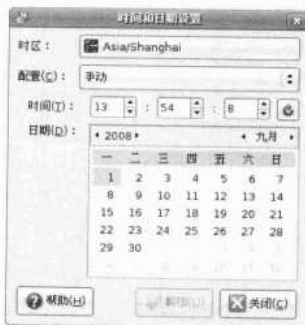 时间和日期设置
时区： Asia/Shanghai
配置(C)： 手动
时间(T)： 13 : 54 : 8
日期(D)： 2008 九月
一 二 三 四 五 六 日
1 2 3 4 5 6 7
8 9 10 11 12 13 14
15 16 17 18 19 20 21
22 23 24 25 26 27 28
29 30
帮助(H) 解锁(U) 关闭(C)